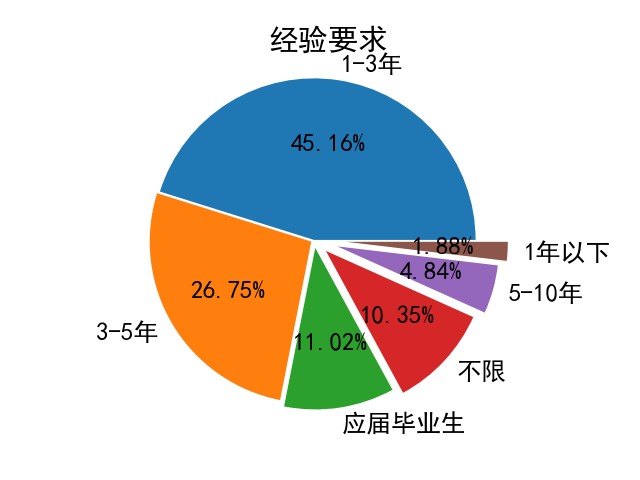 经验要求
1-3年
45.16%
26.75%
3-5年
11.02%
应届毕业生
10.35%
不限
4.84%
5-10年
1.88%
1年以下